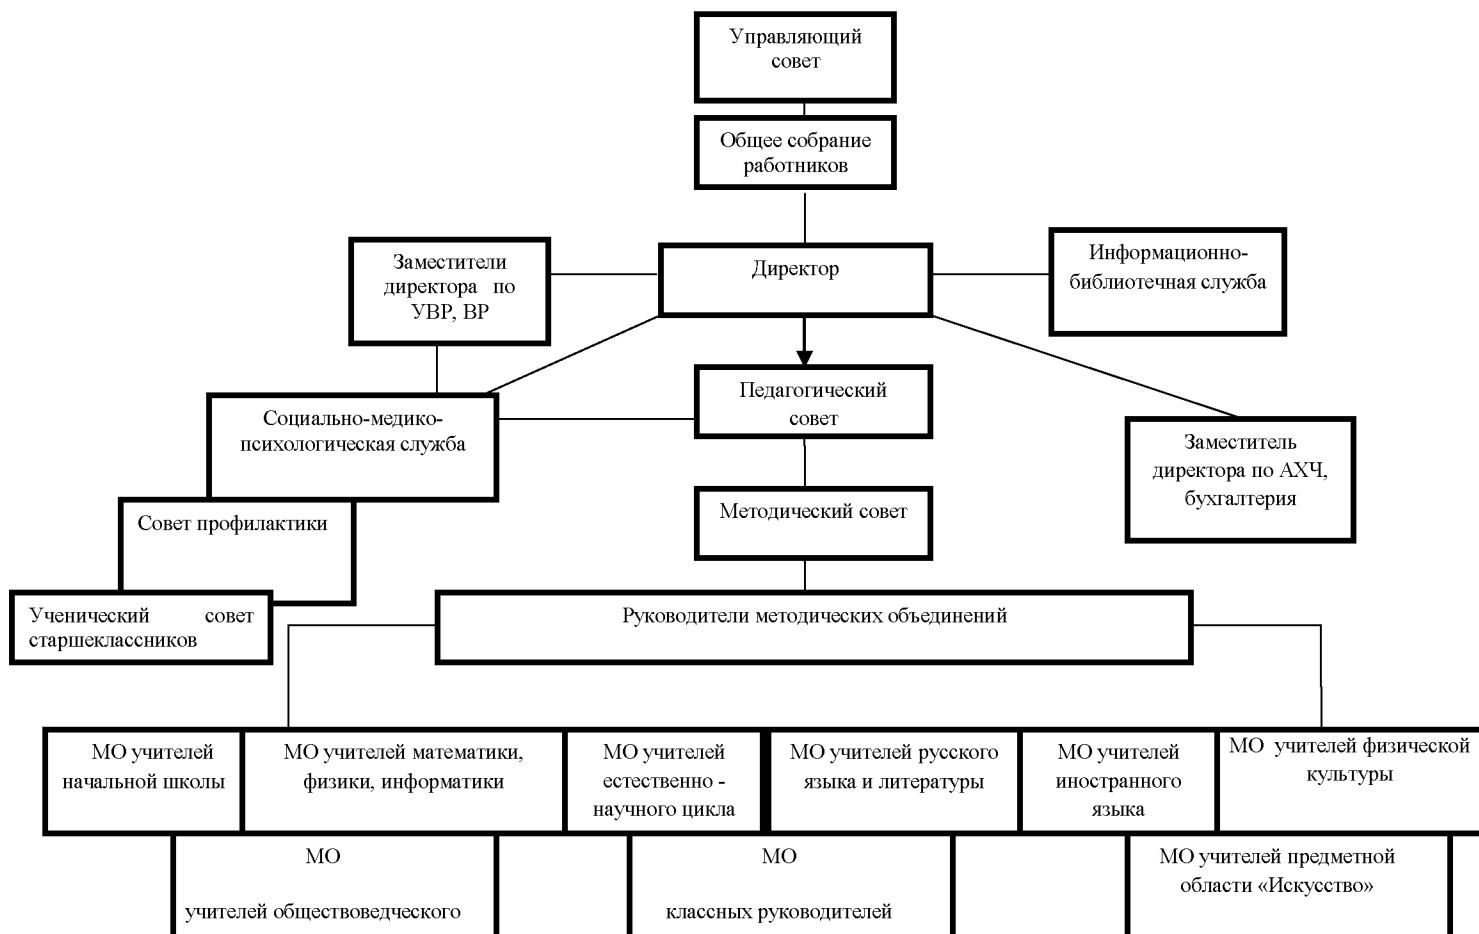 Управляющий
совет
Общее собрание
работников
Заместители
директора по
УВР, ВР
Директор
Информационно-
библиотечная служба
Социально-медико-
психологическая служба
Педагогический
совет
Заместитель
директора по АХЧ,
бухгалтерия
Совет профилактики
Методический совет
Ученический совет
старшеклассников
Руководители методических объединений
МО учителей
начальной школы
МО учителей математики,
физики, информатики
МО учителей
естественно -
научного цикла
МО учителей русского
языка и литературы
МО учителей
иностранного
языка
МО учителей физической
культуры
МО
учителей обществоведческого
МО
классных руководителей
МО учителей предметной
области «Искусство»